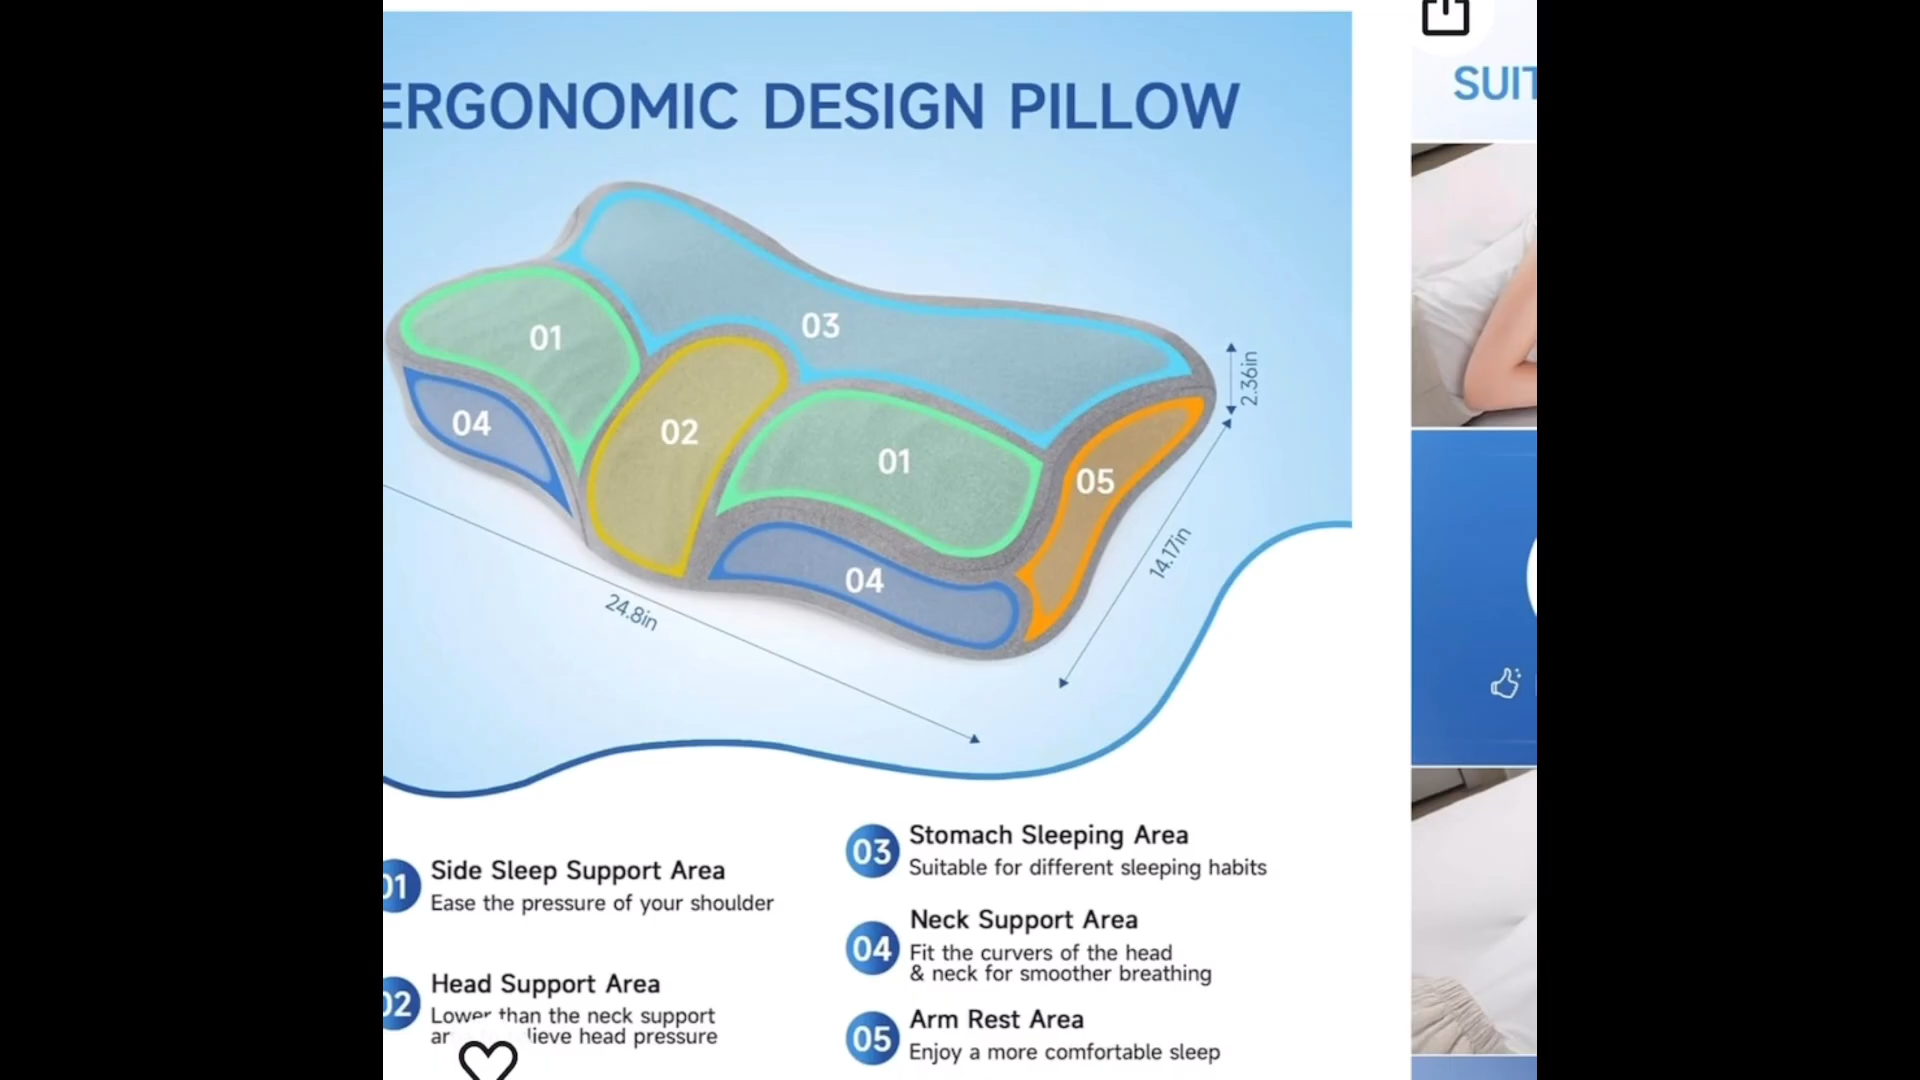 ERGONOMIC DESIGN PILLOW
SUIT
03
01
2.36in
04
02
01
05
14.17in
04
24.8in
01 Side Sleep Support Area
Ease the pressure of your shoulder
02 Head Support Area
Lower than the neck support
lieve head pressure
03 Stomach Sleeping Area
Suitable for different sleeping habits
04 Neck Support Area
Fit the curvers of the head
& neck for smoother breathing
05 Arm Rest Area
Enjoy a more comfortable sleep